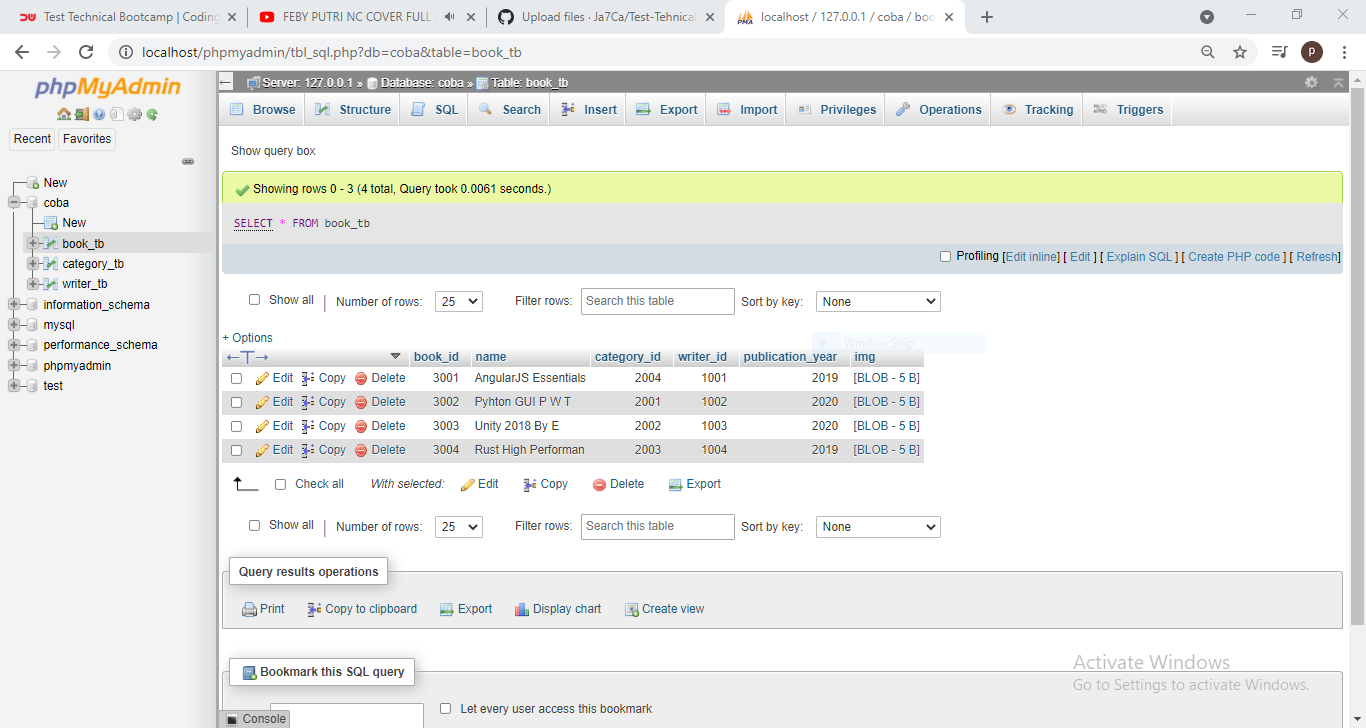 Test Technical Bootcamp | Coding
FEBY PUTRI NC COVER FULL
Upload files · Ja7Ca/Test-Tehnical
localhost / 127.0.0.1 / coba / boo
localhost/phpmyadmin/tbl_sql.php?db=coba&table=book_tb
P
phpMyAdmin
Recent Favorites
New
coba
New
book_tb
category_tb
writer_tb
information_schema
mysql
performance_schema
phpmyadmin
test
Server: 127.0.0.1 » Database: coba » Table: book_tb
Browse Structure SQL Search Insert Export Import Privileges Operations Tracking Triggers
Show query box
Showing rows 0 - 3 (4 total, Query took 0.0061 seconds.)
SELECT * FROM book_tb
Profiling [Edit inline] [ Edit ] [ Explain SQL ] [ Create PHP code ] [ Refresh]
Show all Number of rows: 25 Filter rows: Search this table Sort by key: None
+ Options
Window Snip
←T→ book_id name category_id writer_id publication_year img
Edit Copy Delete 3001 AngularJS Essentials 2004 1001 2019 [BLOB - 5 B]
Edit Copy Delete 3002 Pyhton GUI P W T 2001 1002 2020 [BLOB - 5 B]
Edit Copy Delete 3003 Unity 2018 By E 2002 1003 2020 [BLOB - 5 B]
Edit Copy Delete 3004 Rust High Performan 2003 1004 2019 [BLOB - 5 B]
Check all With selected: Edit Copy Delete Export
Show all Number of rows: 25 Filter rows: Search this table Sort by key: None
Query results operations
Print Copy to clipboard Export Display chart Create view
Bookmark this SQL query
Let every user access this bookmark
Console
Activate Windows
Go to Settings to activate Windows.